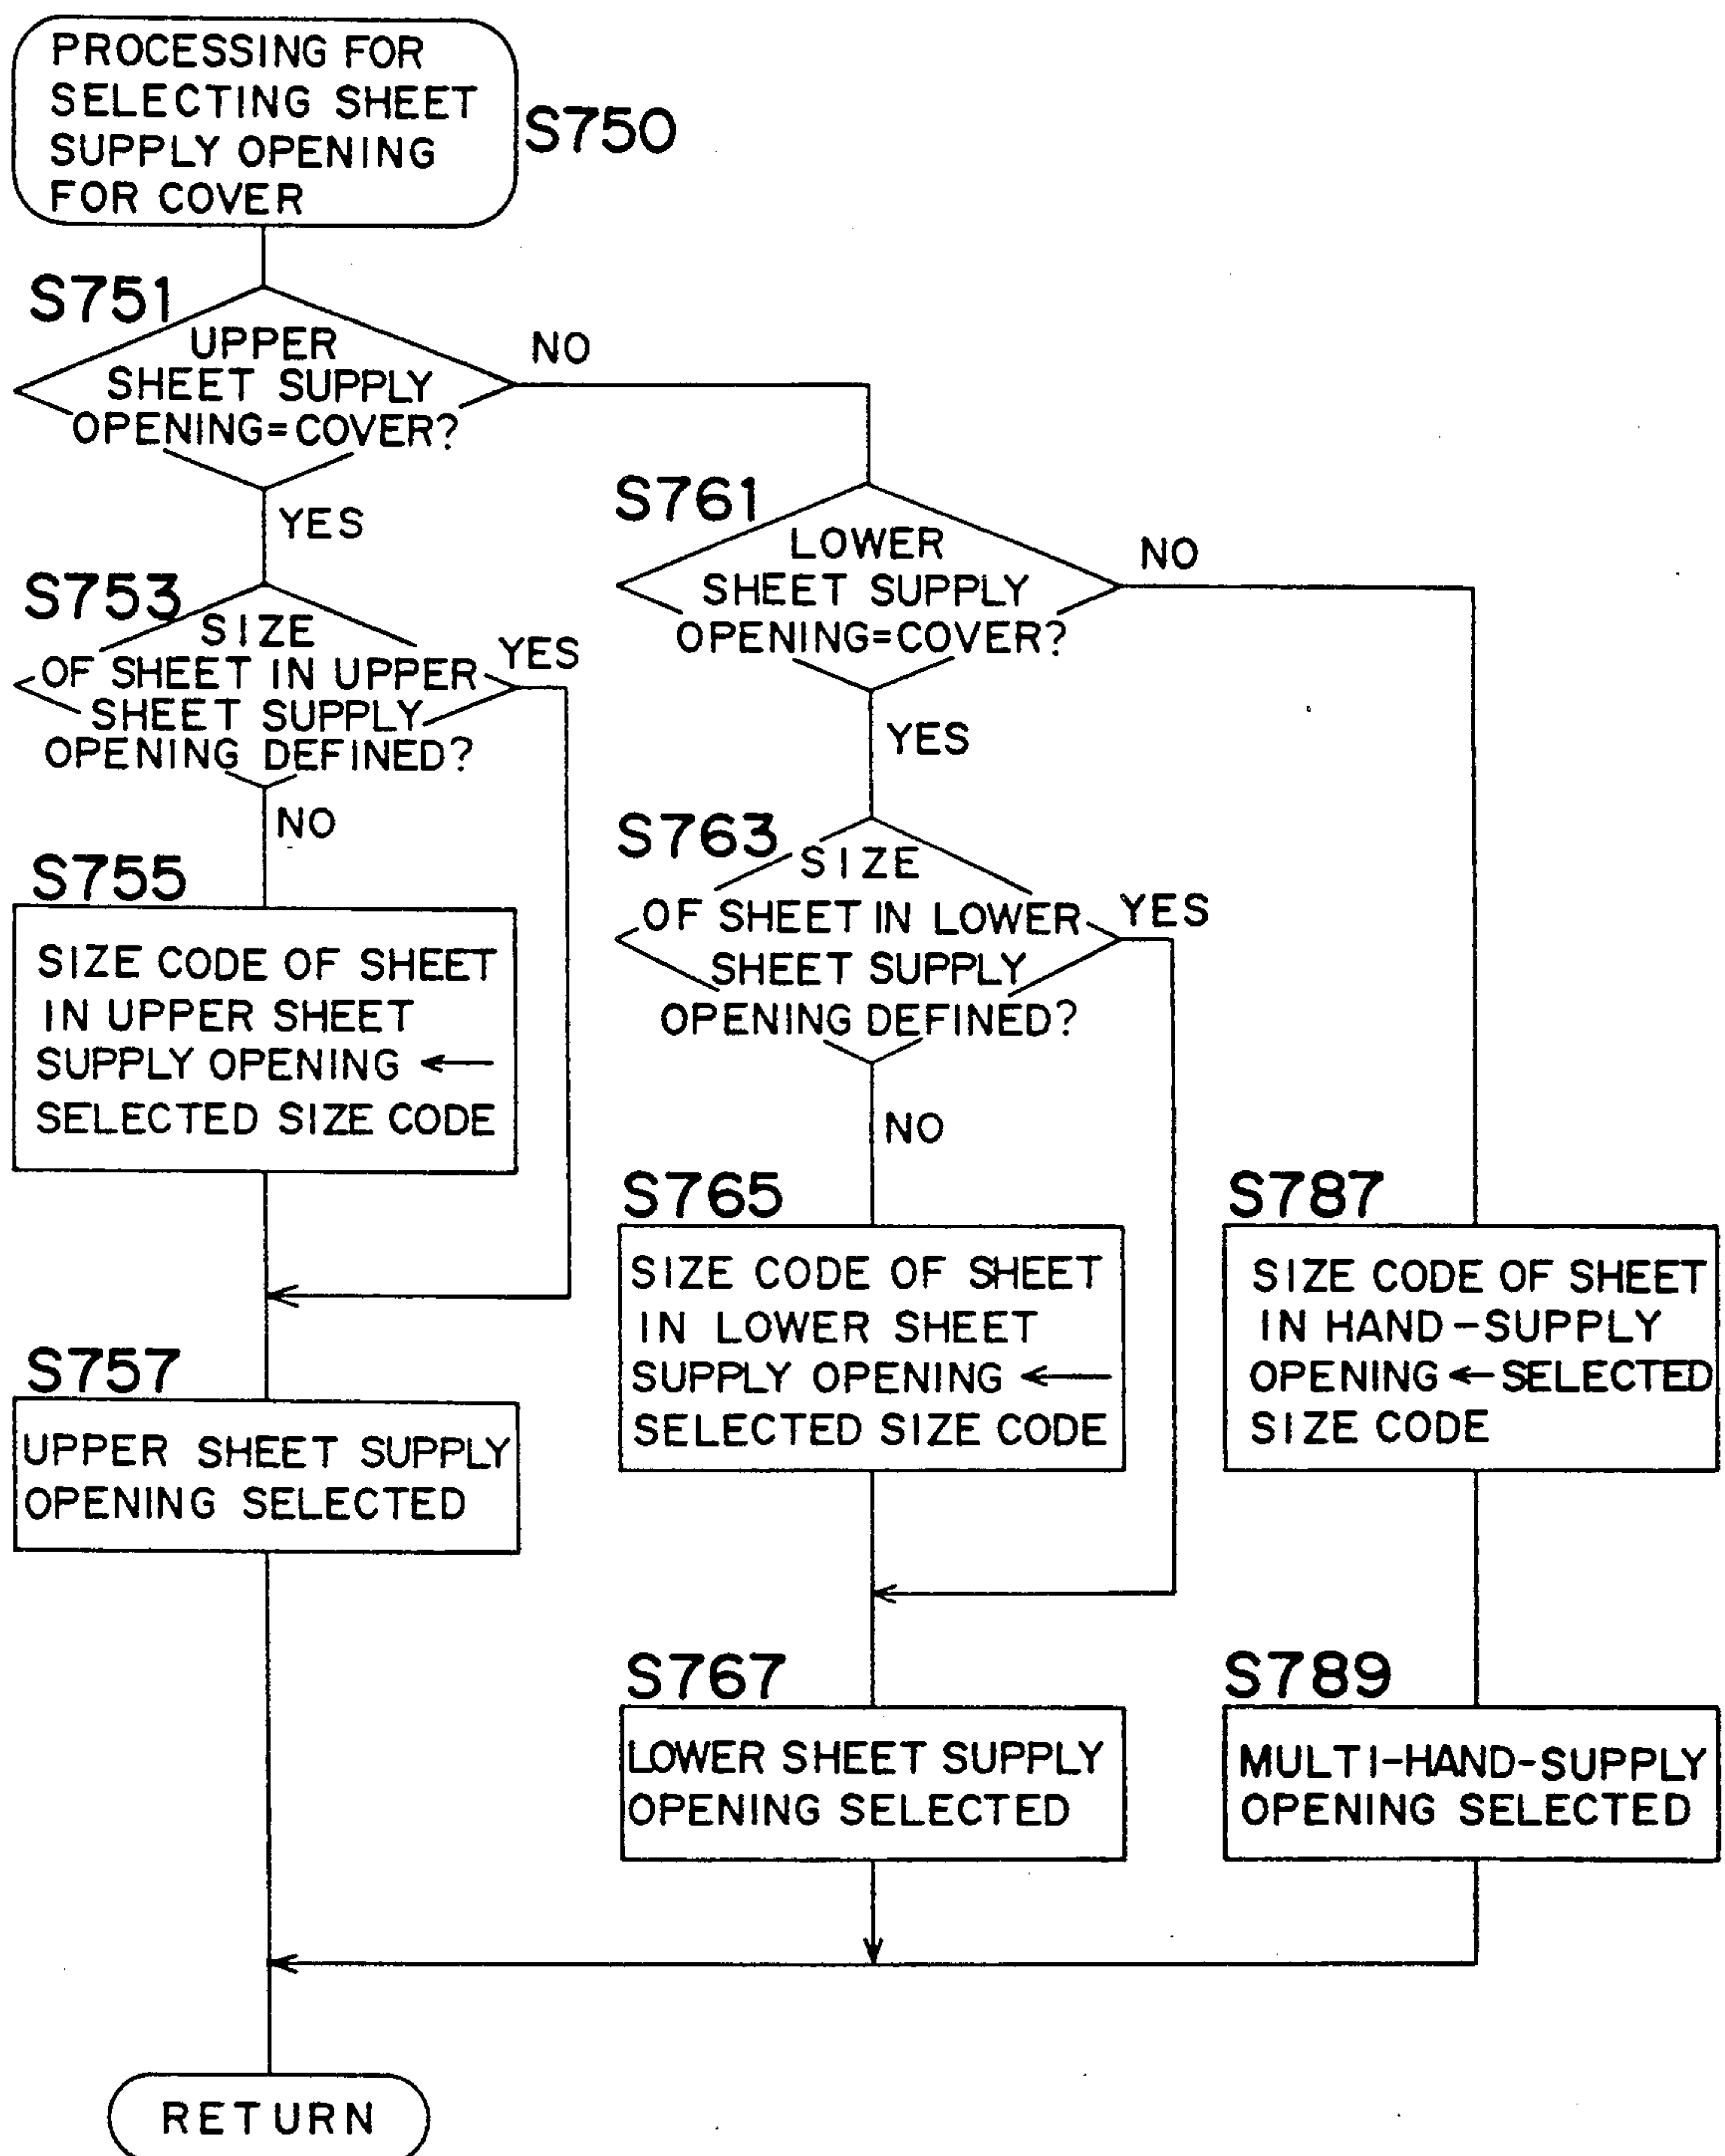 PROCESSING FOR
SELECTING SHEET
SUPPLY OPENING
FOR COVER
S750
S751
UPPER
SHEET SUPPLY
OPENING=COVER?
NO
YES
S753
SIZE
OF SHEET IN UPPER
SHEET SUPPLY
OPENING DEFINED?
YES
NO
S755
SIZE CODE OF SHEET
IN UPPER SHEET
SUPPLY OPENING ←
SELECTED SIZE CODE
S757
UPPER SHEET SUPPLY
OPENING SELECTED
S761
LOWER
SHEET SUPPLY
OPENING=COVER?
NO
YES
S763
SIZE
OF SHEET IN LOWER
SHEET SUPPLY
OPENING DEFINED?
YES
NO
S765
SIZE CODE OF SHEET
IN LOWER SHEET
SUPPLY OPENING ←
SELECTED SIZE CODE
S767
LOWER SHEET SUPPLY
OPENING SELECTED
S787
SIZE CODE OF SHEET
IN HAND-SUPPLY
OPENING ← SELECTED
SIZE CODE
S789
MULTI-HAND-SUPPLY
OPENING SELECTED
RETURN